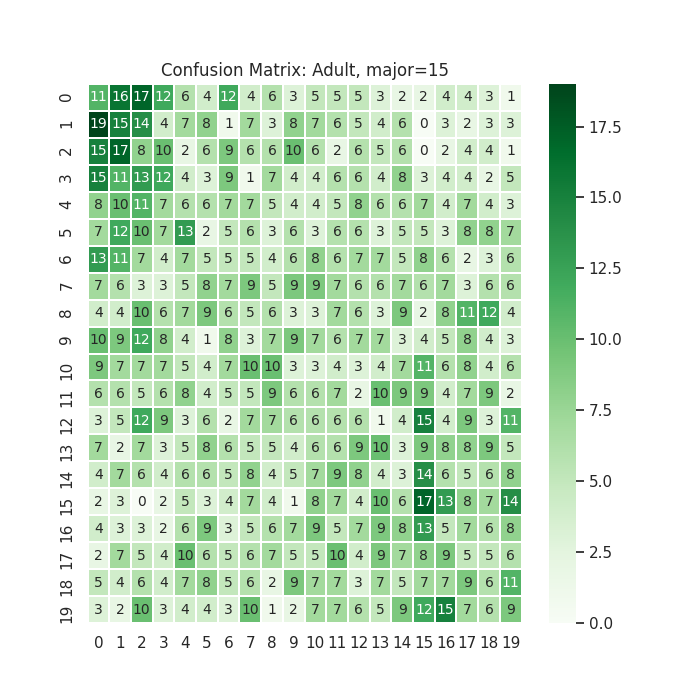 Confusion Matrix: Adult, major=15
0 11 16 17 12 6 4 12 4 6 3 5 5 5 3 2 2 4 4 3 1
1 19 15 14 4 7 8 1 7 3 8 7 6 5 4 6 0 3 2 3 3
2 15 17 8 10 2 6 9 6 6 10 6 2 6 5 6 0 2 4 4 1
3 15 11 13 12 4 3 9 1 7 4 4 6 6 4 8 3 4 4 2 5
4 8 10 11 7 6 6 7 7 5 4 4 5 8 6 6 7 4 7 4 3
5 7 12 10 7 13 2 5 6 3 6 3 6 6 3 5 5 3 8 8 7
6 13 11 7 4 7 5 5 5 4 6 8 6 7 7 5 8 6 2 3 6
7 7 6 3 3 5 8 7 9 5 9 9 7 6 6 7 6 7 3 6 6
8 4 4 10 6 7 9 6 5 6 3 3 7 6 3 9 2 8 11 12 4
9 10 9 12 8 4 1 8 3 7 9 7 6 7 7 3 4 5 8 4 3
10 9 7 7 7 5 4 7 10 10 3 3 4 3 4 7 11 6 8 4 6
11 6 6 5 6 8 4 5 5 9 6 6 7 2 10 9 9 4 7 9 2
12 3 5 12 9 3 6 2 7 7 6 6 6 6 1 4 15 4 9 3 11
13 7 2 7 3 5 8 6 5 5 4 6 6 9 10 3 9 8 8 9 5
14 4 7 6 4 6 6 5 8 4 5 7 9 8 4 3 14 6 5 6 8
15 2 3 0 2 5 3 4 7 4 1 8 7 4 10 6 17 13 8 7 14
16 4 3 3 2 6 9 3 5 6 7 9 5 7 9 8 13 5 7 6 8
17 2 7 5 4 10 6 5 6 7 5 5 10 4 9 7 8 9 5 5 6
18 5 4 6 4 7 8 5 6 2 9 7 7 3 7 5 7 7 9 6 11
19 3 2 10 3 4 4 3 10 1 2 7 7 6 5 9 12 15 7 6 9
0 1 2 3 4 5 6 7 8 9 10 11 12 13 14 15 16 17 18 19
17.5
15.0
12.5
10.0
7.5
5.0
2.5
0.0